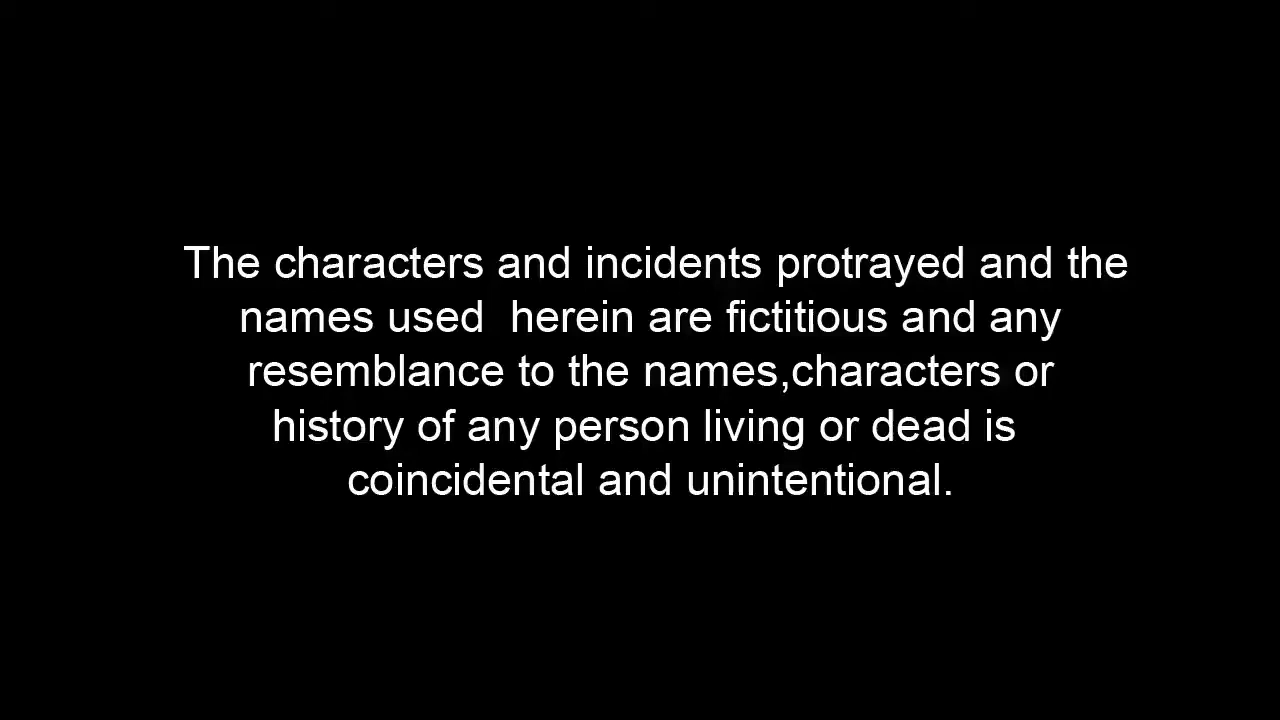 The characters and incidents protrayed and the
names used  herein are fictitious and any
resemblance to the names,characters or
history of any person living or dead is
coincidental and unintentional.